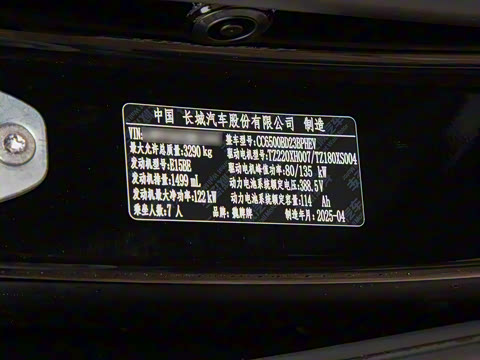 中国 长城汽车股份有限公司 制造
VIN: 整车型号: CC6500BD23BPHEV
最大允许总质量: 3290 kg 驱动电机型号: TZ220XH007/TZ180XS004
发动机型号: E15BE 驱动电机峰值功率: 80/135 kW
发动机排量: 1499 mL 动力电池系统额定电压: 388.5V
发动机最大净功率: 122 kW 动力电池系统额定容量: 114 Ah
乘坐人数: 7 人 品牌: 魏牌牌 制造年月: 2025-04